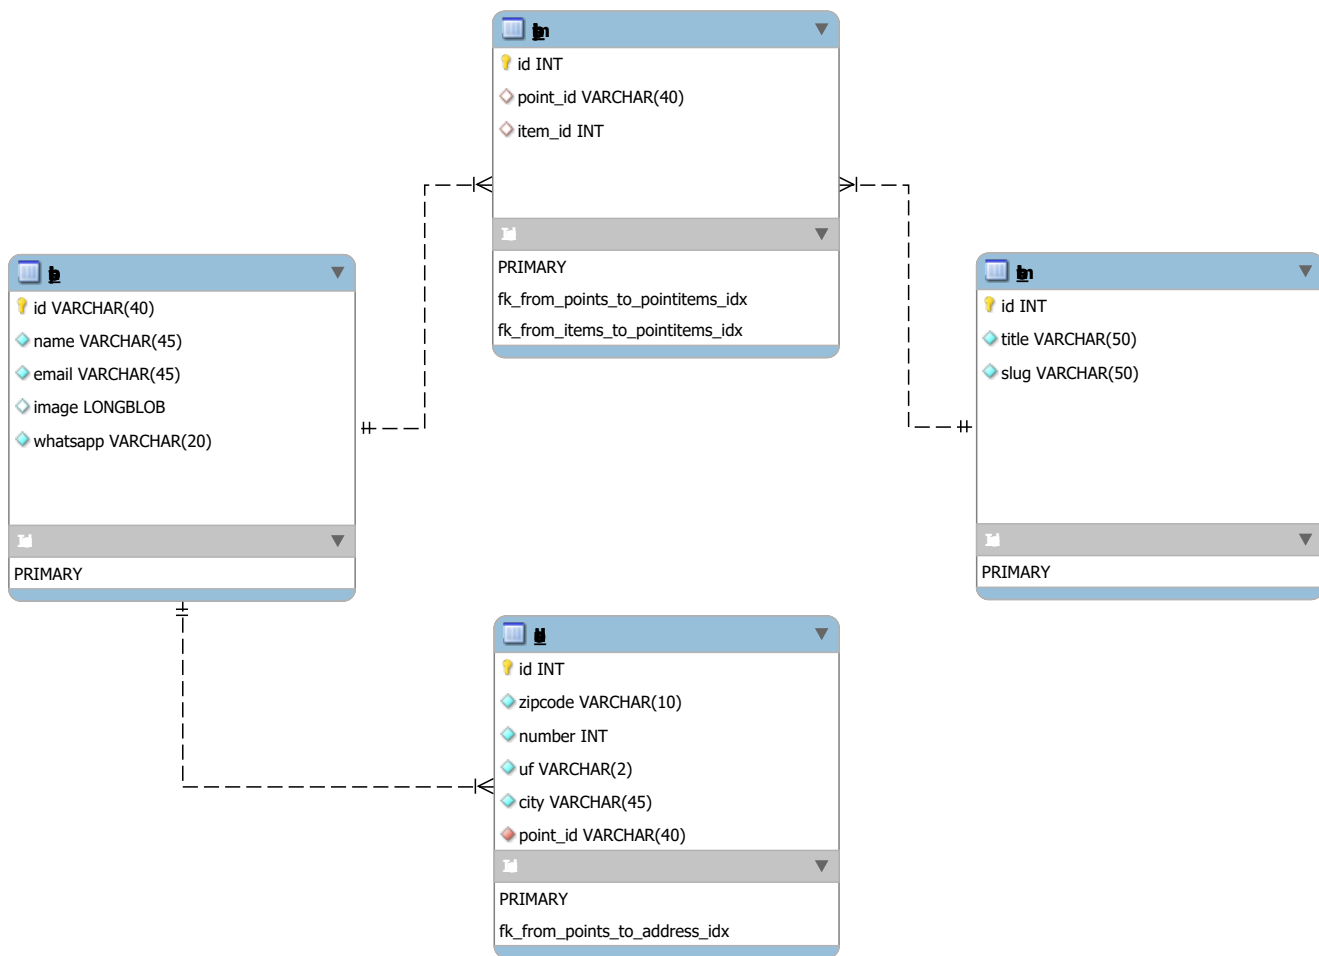 id INT
point_id VARCHAR(40)
item_id INT
PRIMARY
fk_from_points_to_pointitems_idx
fk_from_items_to_pointitems_idx
id VARCHAR(40)
name VARCHAR(45)
email VARCHAR(45)
image LONGBLOB
whatsapp VARCHAR(20)
PRIMARY
id INT
title VARCHAR(50)
slug VARCHAR(50)
PRIMARY
id INT
zipcode VARCHAR(10)
number INT
uf VARCHAR(2)
city VARCHAR(45)
point_id VARCHAR(40)
PRIMARY
fk_from_points_to_address_idx